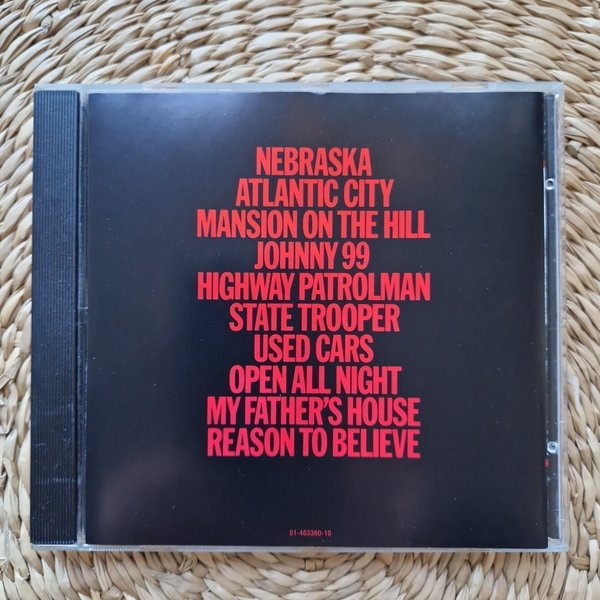 NEBRASKA
ATLANTIC CITY
MANSION ON THE HILL
JOHNNY 99
HIGHWAY PATROLMAN
STATE TROOPER
USED CARS
OPEN ALL NIGHT
MY FATHER'S HOUSE
REASON TO BELIEVE
01-463360-10